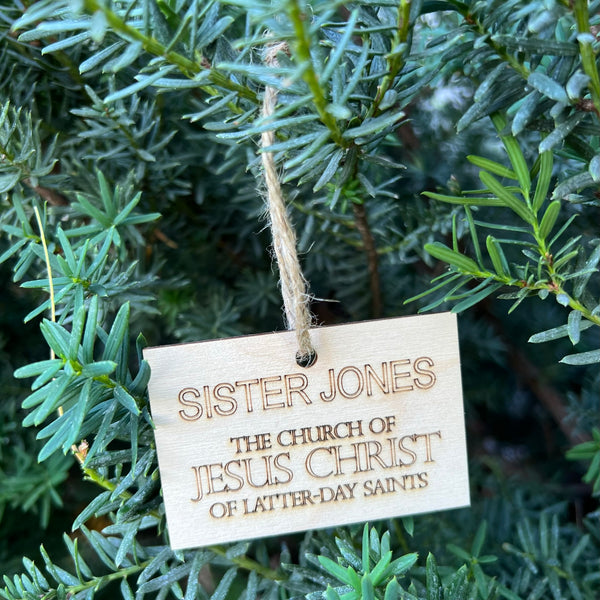 SISTER JONES
THE CHURCH OF
JESUS CHRIST
OF LATTER-DAY SAINTS